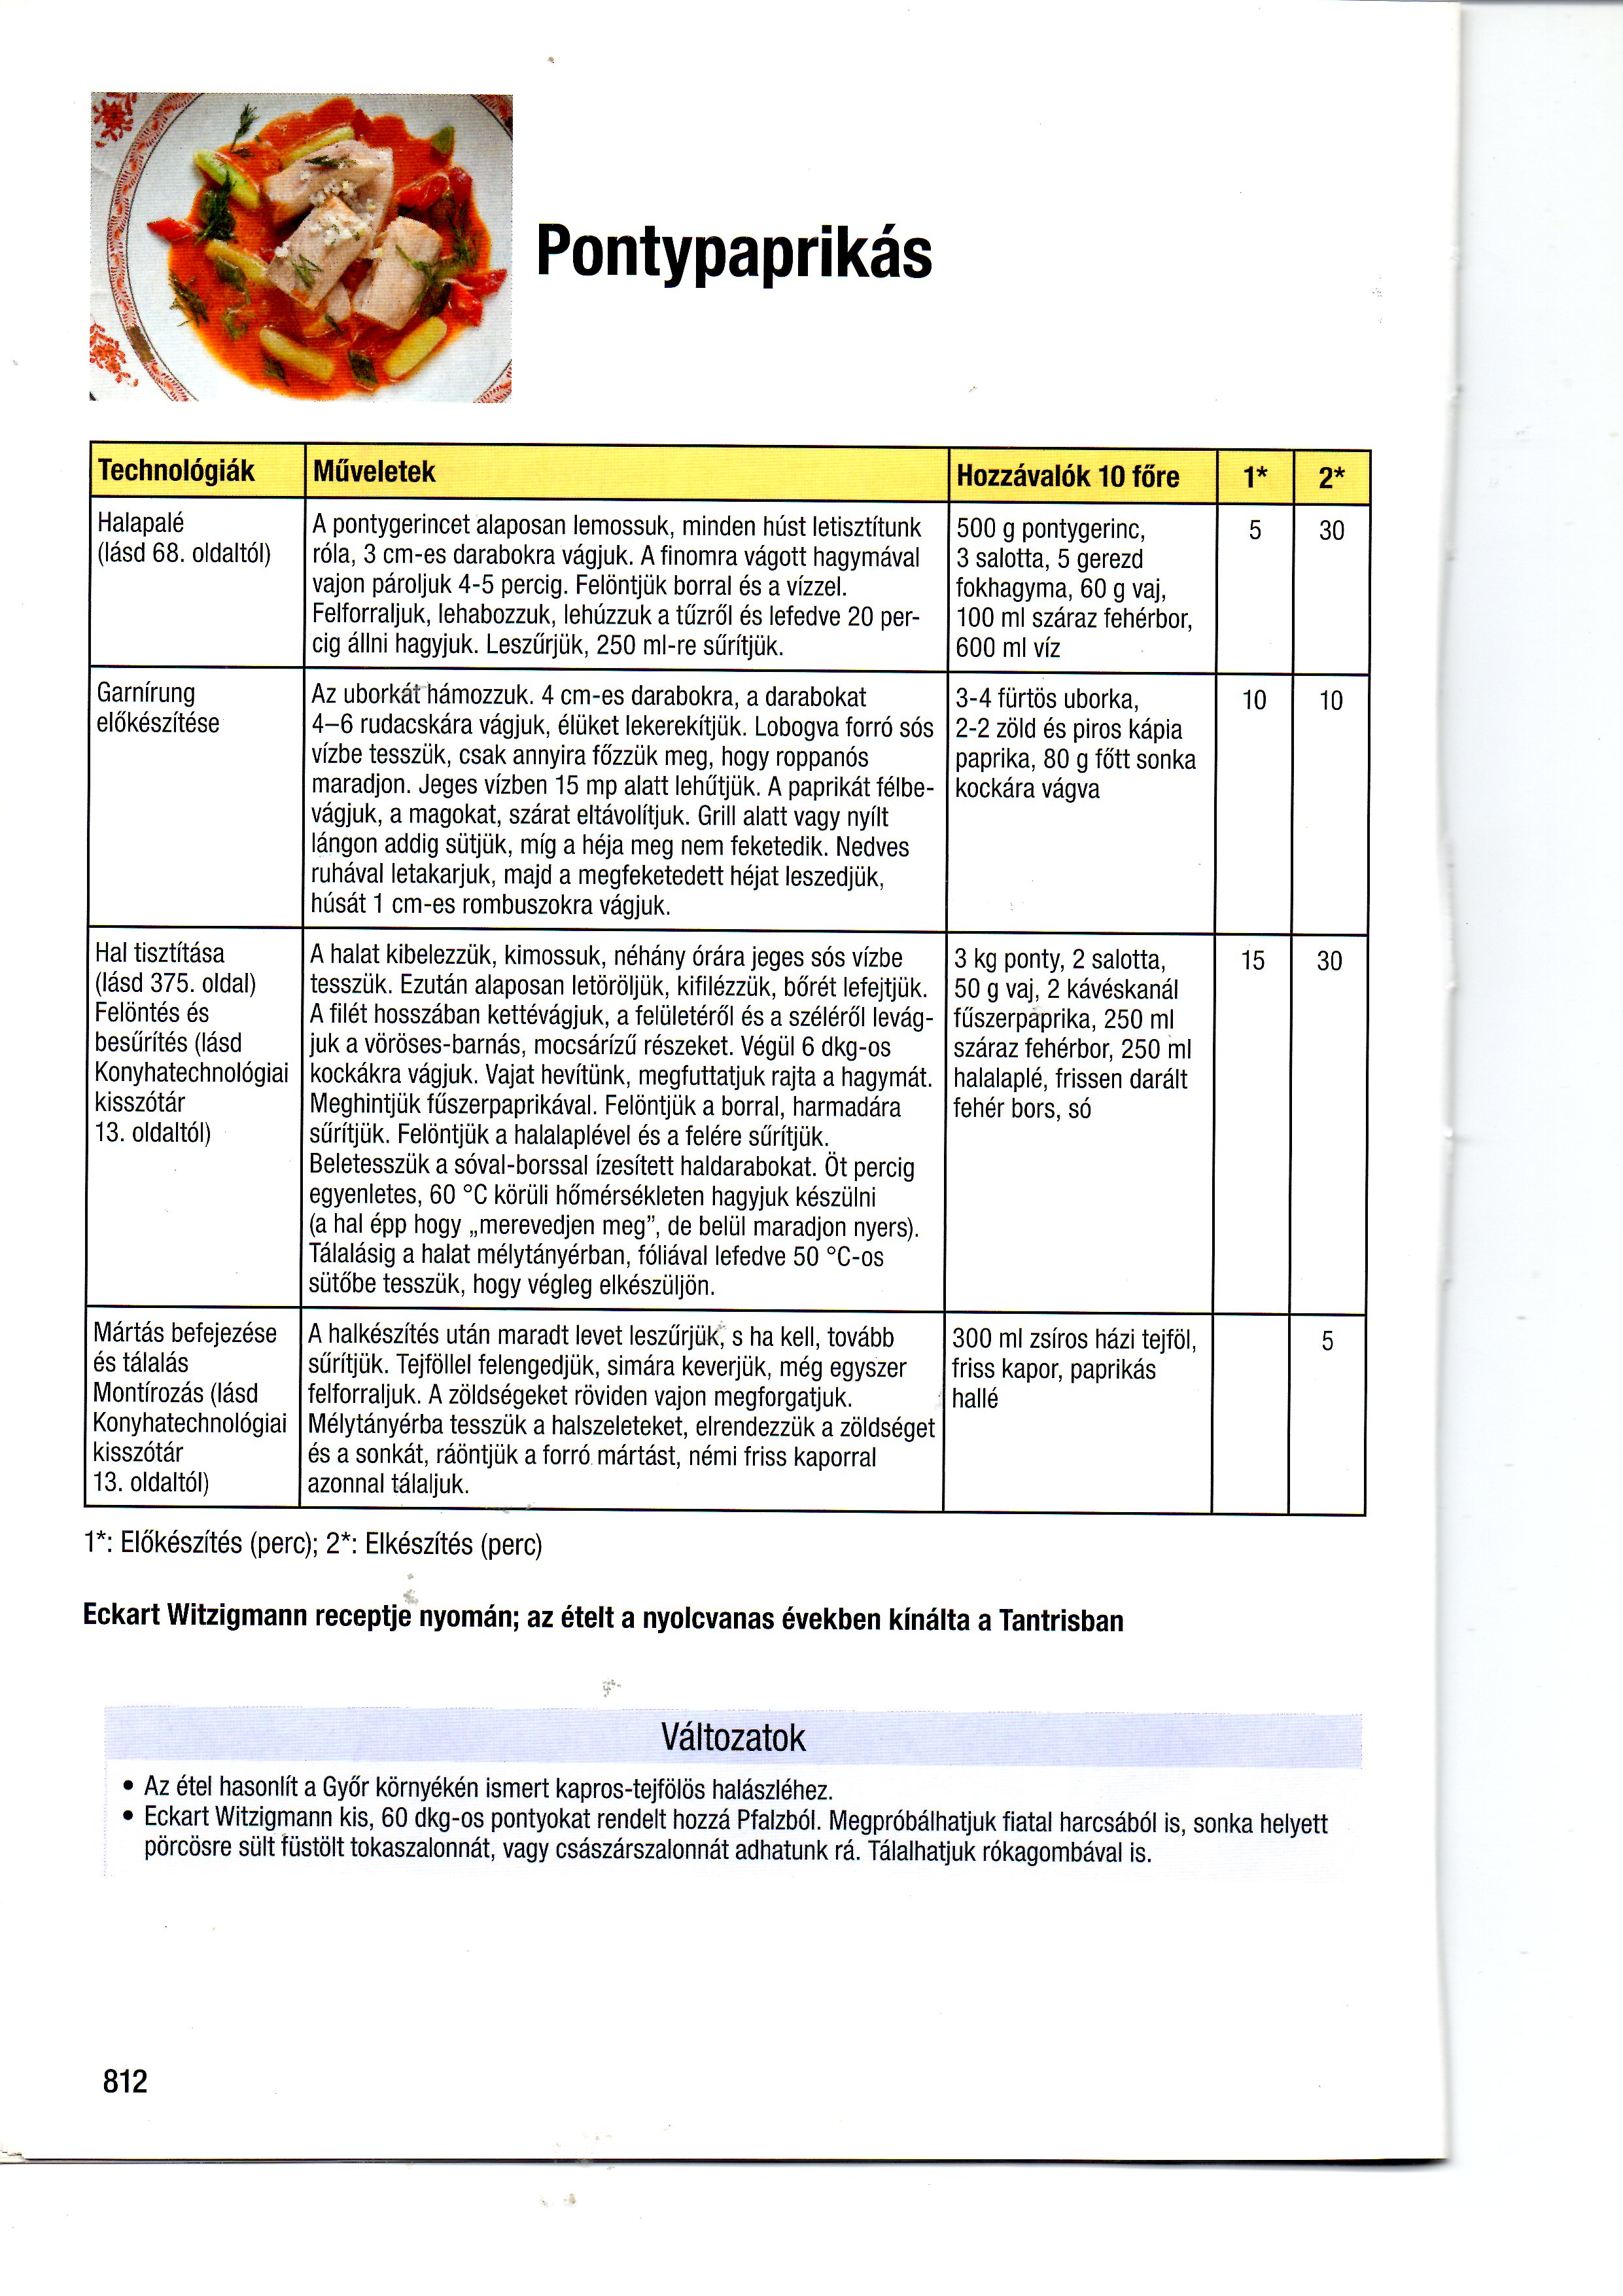 Pontypaprikás
Technológiák
Műveletek
Hozzávalók 10 főre
1*
2*
Halapalé
(lásd 68. oldaltól)
A pontygerincet alaposan lemossuk, minden húst letisztítunk
róla, 3 cm-es darabokra vágjuk. A finomra vágott hagymával
vajon pároljuk 4-5 percig. Felöntjük borral és a vízzel.
Felforraljuk, lehabozzuk, lehúzzuk a tűzről és lefedve 20 per-
cig állni hagyjuk. Leszűrjük, 250 ml-re sűrítjük.
500 g pontygerinc,
3 salotta, 5 gerezd
fokhagyma, 60 g vaj,
100 ml száraz fehérbor,
600 ml víz
5
30
Garnírung
előkészítése
Az uborkát hámozzuk. 4 cm-es darabokra, a darabokat
4–6 rudacskára vágjuk, élüket lekerekítjük. Lobogva forró sós
vízbe tesszük, csak annyira főzzük meg, hogy roppanós
maradjon. Jeges vízben 15 mp alatt lehűtjük. A paprikát félbe-
vágjuk, a magokat, szárat eltávolítjuk. Grill alatt vagy nyílt
lángon addig sütjük, míg a héja meg nem feketedik. Nedves
ruhával letakarjuk, majd a megfeketedett héjat leszedjük,
húsát 1 cm-es rombuszokra vágjuk.
3-4 fürtös uborka,
2-2 zöld és piros kápia
paprika, 80 g főtt sonka
kockára vágva
10
10
Hal tisztítása
(lásd 375. oldal)
Felöntés és
besűrítés (lásd
Konyhatechnológiai
kisszótár
13. oldaltól)
A halat kibelezzük, kimossuk, néhány órára jeges sós vízbe
tesszük. Ezután alaposan letöröljük, kifilézzük, bőrét lefejtjük.
A filét hosszában kettévágjuk, a felületéről és a széléről levág-
juk a vöröses-barnás, mocsárízű részeket. Végül 6 dkg-os
kockákra vágjuk. Vajat hevítünk, megfuttatjuk rajta a hagymát.
Meghintjük fűszerpaprikával. Felöntjük a borral, harmadára
sűrítjük. Felöntjük a halalaplével és a felére sűrítjük.
Beletesszük a sóval-borssal ízesített haldarabokat. Öt percig
egyenletes, 60 °C körüli hőmérsékleten hagyjuk készülni
(a hal épp hogy „merevedjen meg”, de belül maradjon nyers).
Tálalásig a halat mélytányérban, fóliával lefedve 50 °C-os
sütőbe tesszük, hogy végleg elkészüljön.
3 kg ponty, 2 salotta,
50 g vaj, 2 kávéskanál
fűszerpaprika, 250 ml
száraz fehérbor, 250 ml
halalaplé, frissen darált
fehér bors, só
15
30
Mártás befejezése
és tálalás
Montírozás (lásd
Konyhatechnológiai
kisszótár
13. oldaltól)
A halkészítés után maradt levet leszűrjük, s ha kell, tovább
sűrítjük. Tejföllel felengedjük, simára keverjük, még egyszer
felforraljuk. A zöldségeket röviden vajon megforgatjuk.
Mélytányérba tesszük a halszeleteket, elrendezzük a zöldséget
és a sonkát, ráöntjük a forró mártást, némi friss kaporral
azonnal tálaljuk.
300 ml zsíros házi tejföl,
friss kapor, paprikás
hallé
5
1*: Előkészítés (perc); 2*: Elkészítés (perc)
Eckart Witzigmann receptje nyomán; az ételt a nyolcvanas években kínálta a Tantrisban
Változatok
• Az étel hasonlít a Győr környékén ismert kapros-tejfölös halászléhez.
• Eckart Witzigmann kis, 60 dkg-os pontyokat rendelt hozzá Pfalzból. Megpróbálhatjuk fiatal harcsából is, sonka helyett
pörcösre sült füstölt tokaszalonnát, vagy császárszalonnát adhatunk rá. Tálalhatjuk rókagombával is.
812